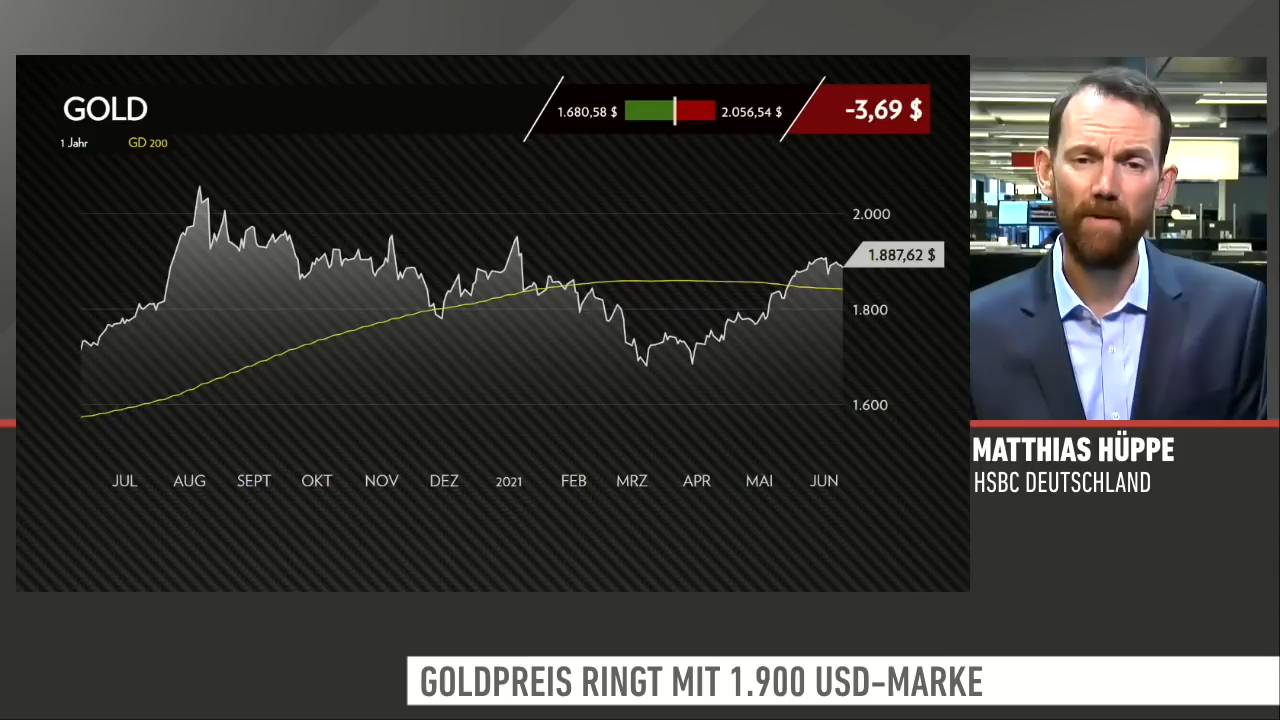 GOLD
1 Jahr GD 200
1.680,58 $ 2.056,54 $ -3,69 $
2.000
1.887,62 $
1.800
1.600
JUL AUG SEPT OKT NOV DEZ 2021 FEB MRZ APR MAI JUN
MATTHIAS HÜPPE
HSBC DEUTSCHLAND
GOLDPREIS RINGT MIT 1.900 USD-MARKE